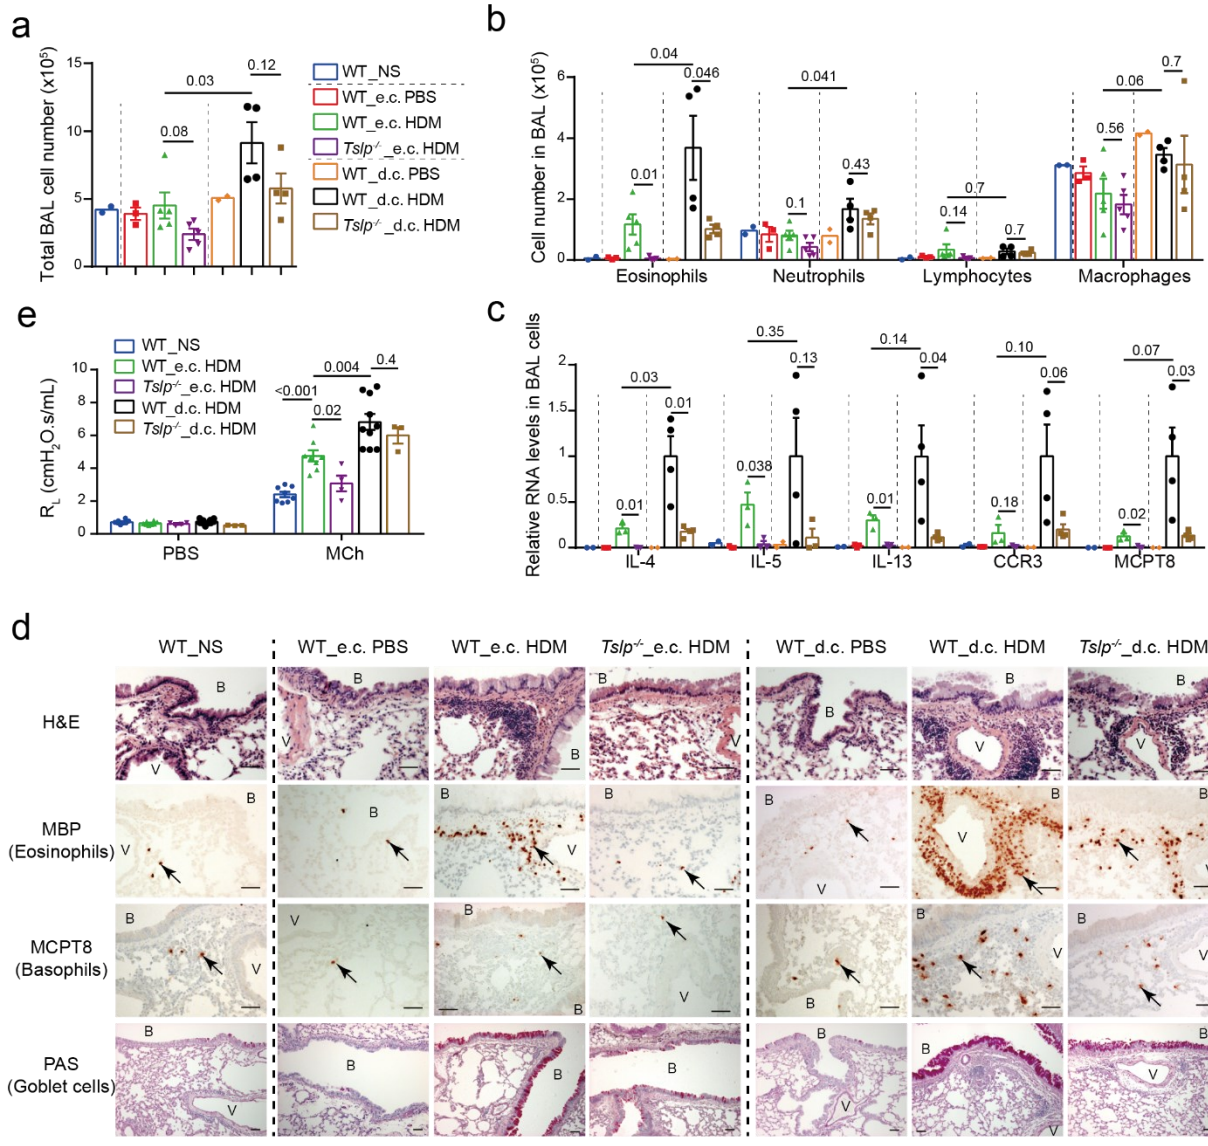 a
Total BAL cell number (x10⁵)
15
10
5
0
0.03
0.12
0.08
WT_NS
WT_e.c. PBS
WT_e.c. HDM
Tslp⁻/⁻_e.c. HDM
WT_d.c. PBS
WT_d.c. HDM
Tslp⁻/⁻_d.c. HDM
b
Cell number in BAL (x10⁵)
6
4
2
0
0.04
0.046
0.01
0.041
0.43
0.1
0.7
0.14
0.7
0.06
0.7
0.56
Eosinophils
Neutrophils
Lymphocytes
Macrophages
e
R_L (cmH₂O.s/mL)
WT_NS
WT_e.c. HDM
Tslp⁻/⁻_e.c. HDM
WT_d.c. HDM
Tslp⁻/⁻_d.c. HDM
10
8
6
4
2
0
<0.001
0.004
0.02
0.4
PBS
MCh
c
Relative RNA levels in BAL cells
2
1.5
1
0.5
0
0.03
0.01
0.01
0.35
0.13
0.038
0.14
0.04
0.01
0.10
0.06
0.18
0.07
0.03
0.02
IL-4
IL-5
IL-13
CCR3
MCPT8
d
WT_NS
WT_e.c. PBS
WT_e.c. HDM
Tslp⁻/⁻_e.c. HDM
WT_d.c. PBS
WT_d.c. HDM
Tslp⁻/⁻_d.c. HDM
H&E
B
V
B
V
B
B
V
B
V
B
V
B
V
MBP
(Eosinophils)
B
V
B
B
V
B
B
V
B
V
B
V
MCPT8
(Basophils)
B
V
V
B
B
V
B
B
V
B
V
PAS
(Goblet cells)
B
V
B
B
B
B
V
B
V
B
V